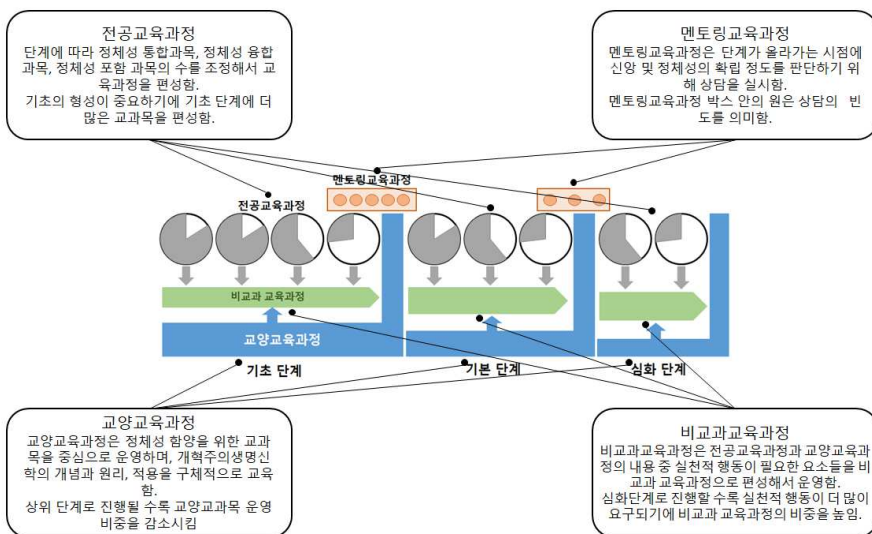 전공교육과정
단계에 따라 정체성 통합과목, 정체성 융합
과목, 정체성 포함 과목의 수를 조정해서 교
육과정을 편성함.
기초의 형성이 중요하기에 기초 단계에 더
많은 교과목을 편성함.
멘토링교육과정
멘토링교육과정은 단계가 올라가는 시점에
신앙 및 정체성의 확립 정도를 판단하기 위
해 상담을 실시함.
멘토링교육과정 박스 안의 원은 상담의 빈
도를 의미함.
멘토링교육과정
전공교육과정
비교과 교육과정
교양교육과정
기초 단계
기본 단계
심화 단계
교양교육과정
교양교육과정은 정체성 함양을 위한 교과
목을 중심으로 운영하며, 개혁주의생명신
학의 개념과 원리, 적용을 구체적으로 교육
함.
상위 단계로 진행될 수록 교양교과목 운영
비중을 감소시킴
비교과교육과정
비교과교육과정은 전공교육과정과 교양교육과
정의 내용 중 실천적 행동이 필요한 요소들을 비
교과 교육과정으로 편성해서 운영함.
심화단계로 진행할 수록 실천적 행동이 더 많이
요구되기에 비교과 교육과정의 비중을 높임.